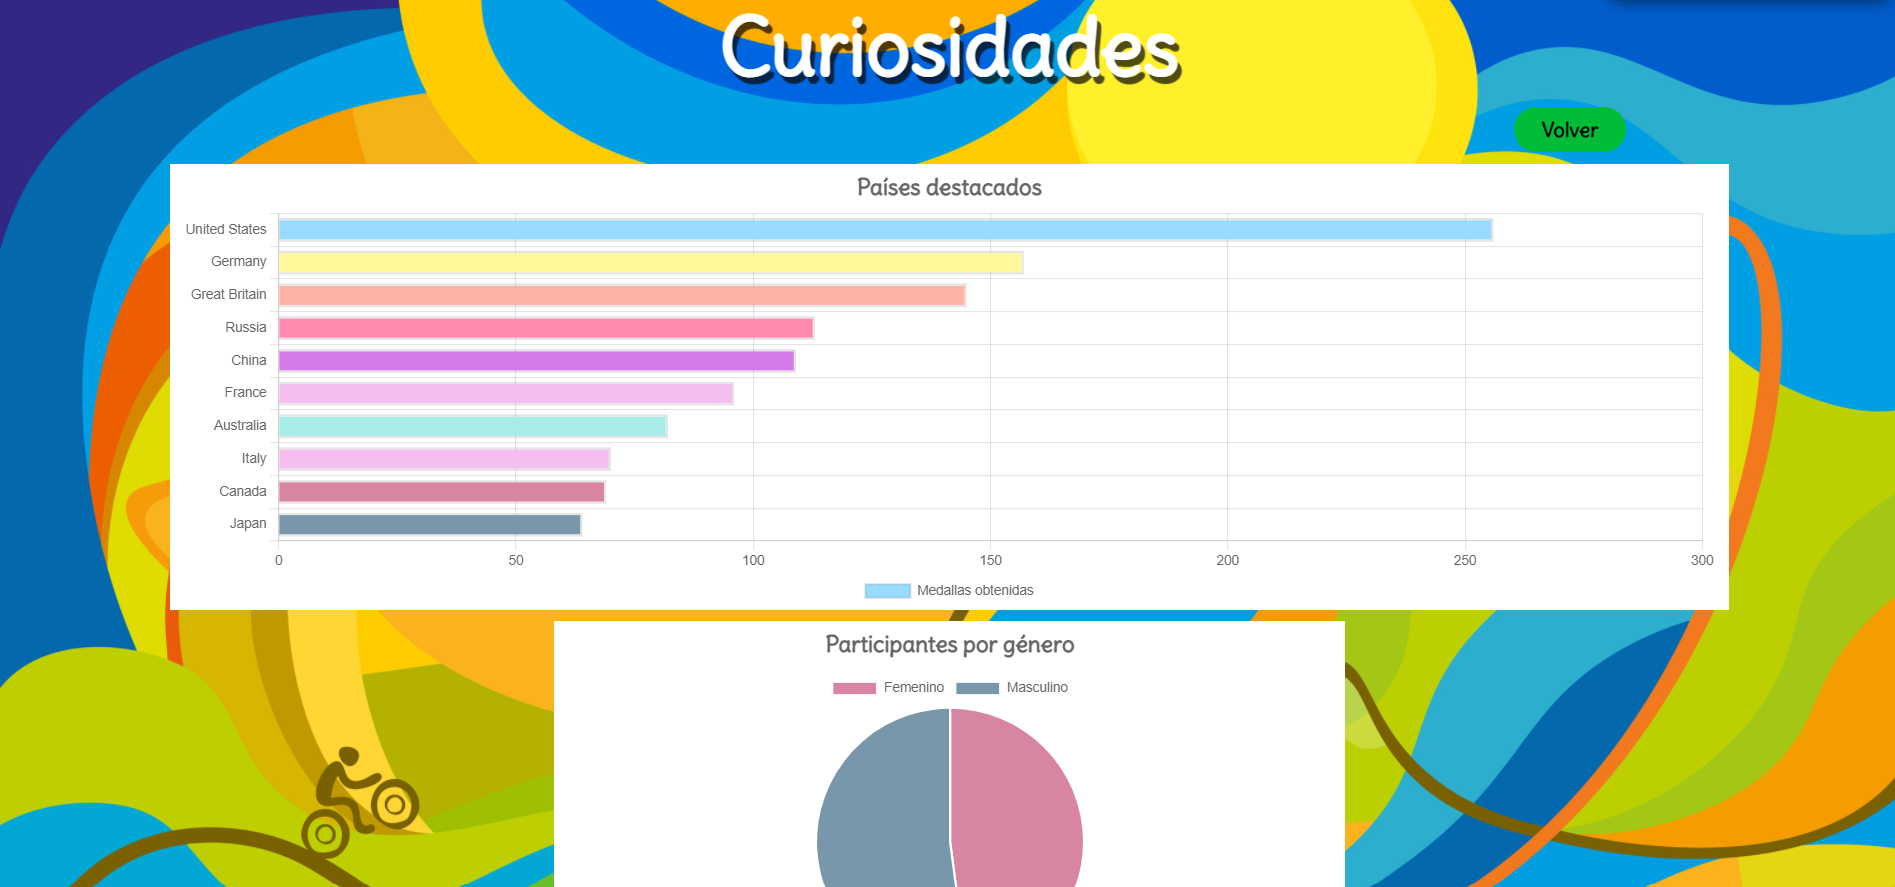 Curiosidades
Volver
Países destacados
United States
Germany
Great Britain
Russia
China
France
Australia
Italy
Canada
Japan
0 50 100 150 200 250 300
Medallas obtenidas
Participantes por género
Femenino Masculino